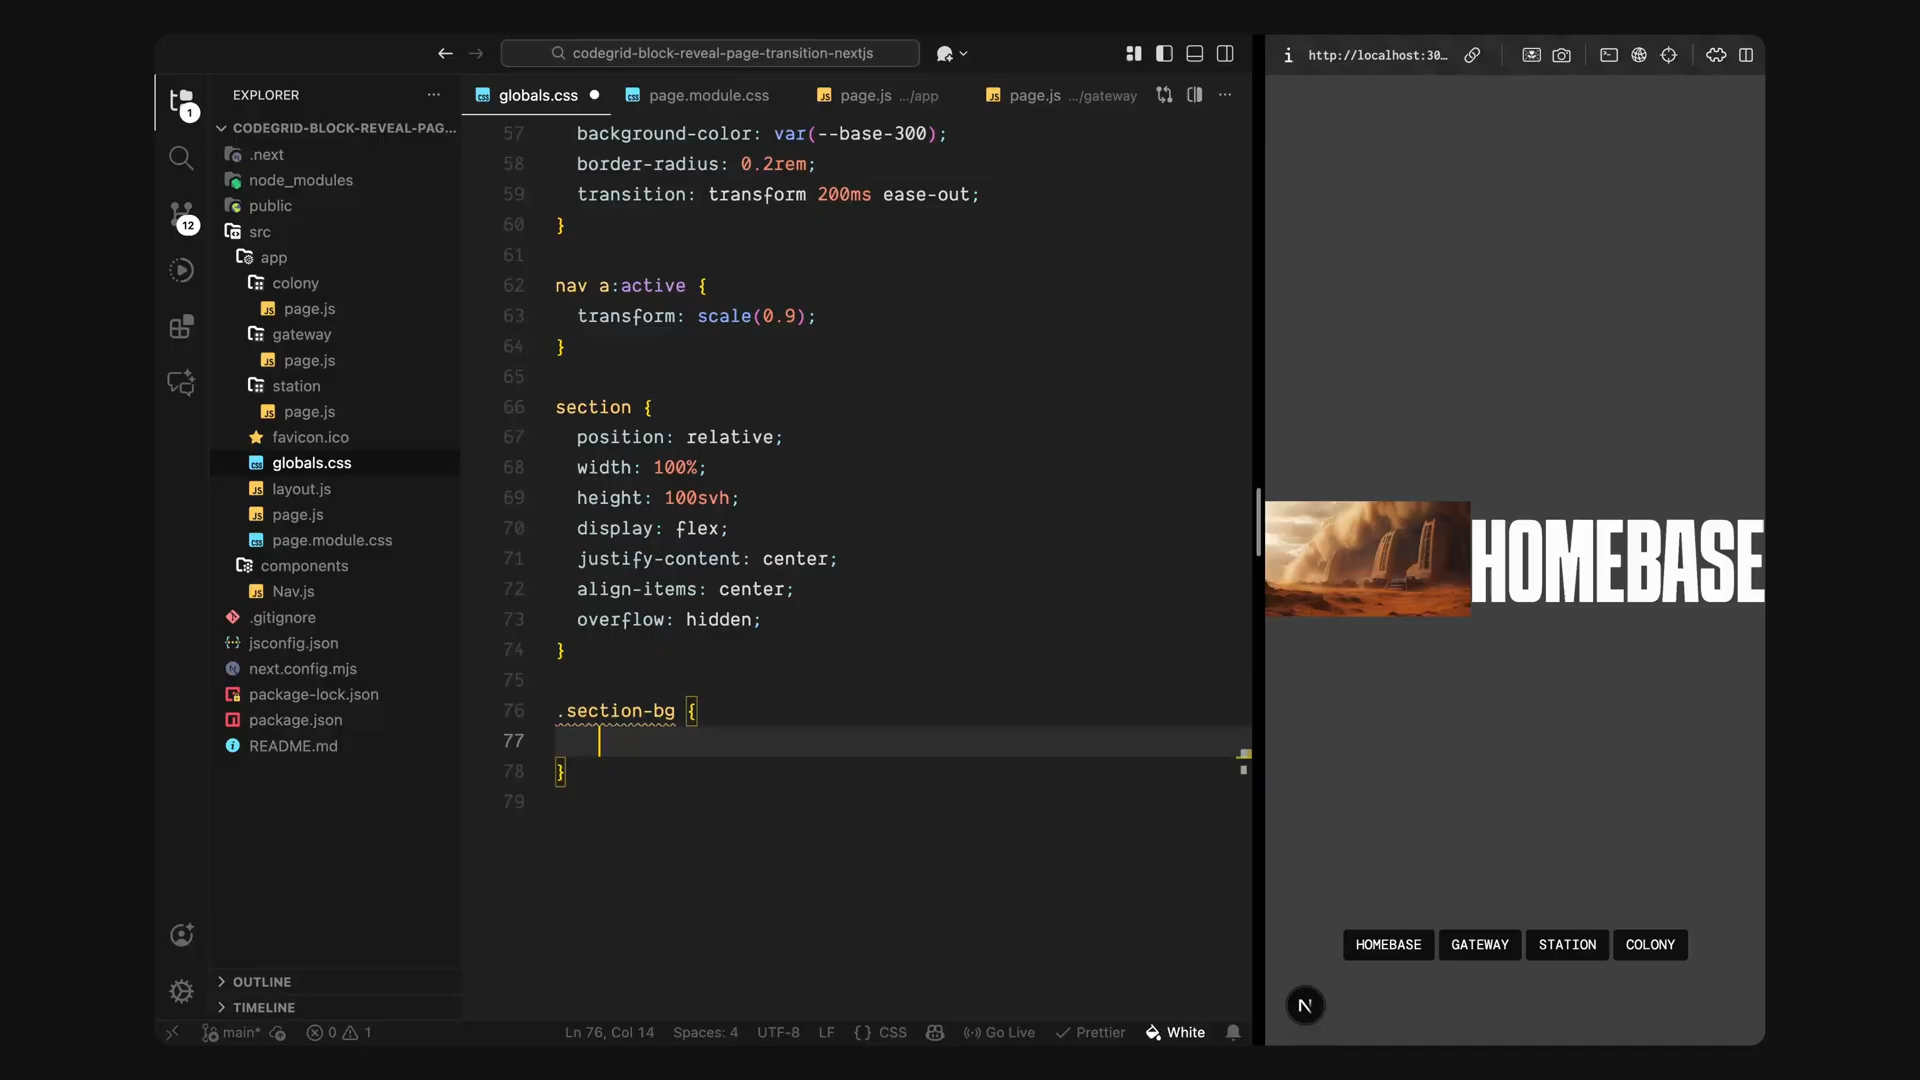 codegrid-block-reveal-page-transition-nextjs
http://localhost:30…
1
12
EXPLORER
CODEGRID-BLOCK-REVEAL-PAG...
.next
node_modules
public
src
app
colony
page.js
gateway
page.js
station
page.js
favicon.ico
globals.css
layout.js
page.js
page.module.css
components
Nav.js
.gitignore
jsconfig.json
next.config.mjs
package-lock.json
package.json
README.md
OUTLINE
TIMELINE
globals.css
page.module.css
page.js .../app
page.js .../gateway
57 background-color: var(--base-300);
58 border-radius: 0.2rem;
59 transition: transform 200ms ease-out;
60 }
61
62 nav a:active {
63 transform: scale(0.9);
64 }
65
66 section {
67 position: relative;
68 width: 100%;
69 height: 100svh;
70 display: flex;
71 justify-content: center;
72 align-items: center;
73 overflow: hidden;
74 }
75
76 .section-bg {
77
78 }
79
HOMEBASE
HOMEBASE GATEWAY STATION COLONY
N
main* 0 1 Ln 76, Col 14 Spaces: 4 UTF-8 LF {} CSS Go Live Prettier White